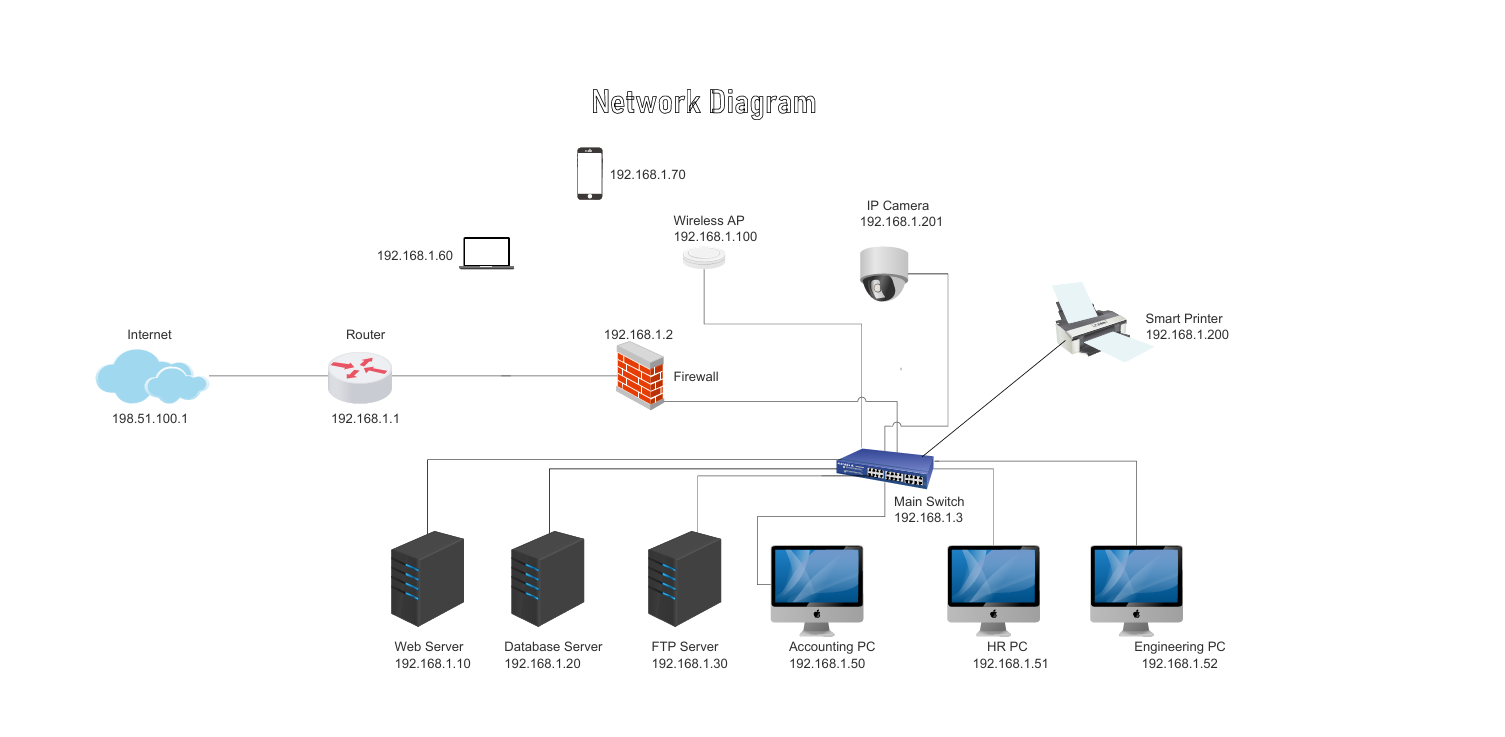 Network Diagram
192.168.1.70
IP Camera
192.168.1.201
Wireless AP
192.168.1.100
192.168.1.60
Smart Printer
192.168.1.200
Internet
Router
192.168.1.2
Firewall
198.51.100.1
192.168.1.1
Main Switch
192.168.1.3
Web Server
192.168.1.10
Database Server
192.168.1.20
FTP Server
192.168.1.30
Accounting PC
192.168.1.50
HR PC
192.168.1.51
Engineering PC
192.168.1.52